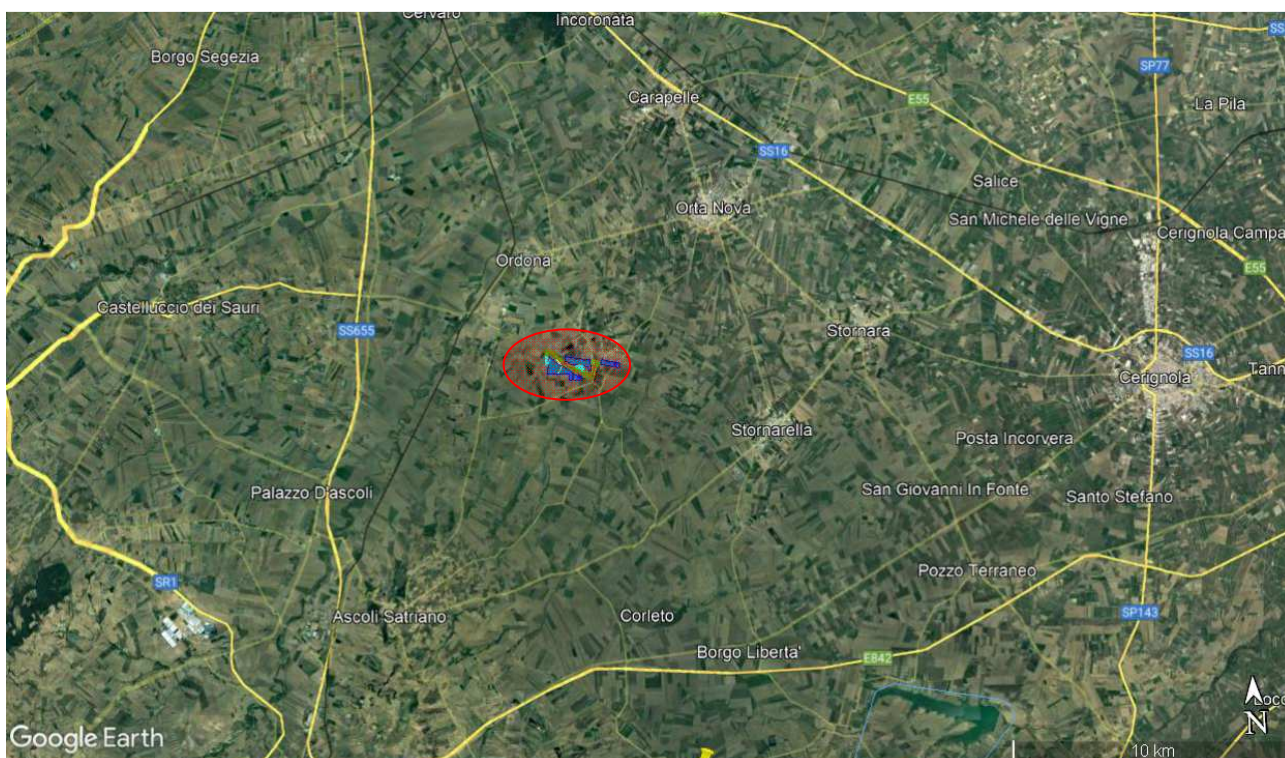 Cervaro
Incoronata
SS
Borgo Segezia
SP77
Carapelle
E55
La Pila
SS16
Salice
Orta Nova
San Michele delle Vigne
Cerignola Campa
Ordona
E55
Castelluccio dei Sauri
SS655
Stornara
SS16
Cerignola
Tann
Stornarella
Posta Incorvera
Palazzo D'ascoli
San Giovanni In Fonte
Santo Stefano
SR1
Pozzo Terraneo
Ascoli Satriano
Corleto
SP143
Borgo Liberta'
E842
Loco
N
Google Earth
10 km